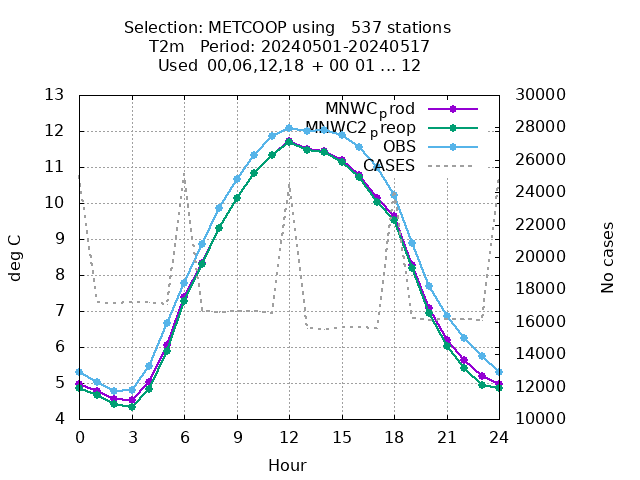 Selection: METCOOP using 537 stations
T2m Period: 20240501-20240517
Used 00,06,12,18 + 00 01 ... 12
MNWCprod
MNWC2preop
OBS
CASES
deg C
13
12
11
10
9
8
7
6
5
4
30000
28000
26000
24000
22000
20000
18000
16000
14000
12000
10000
No cases
0 3 6 9 12 15 18 21 24
Hour